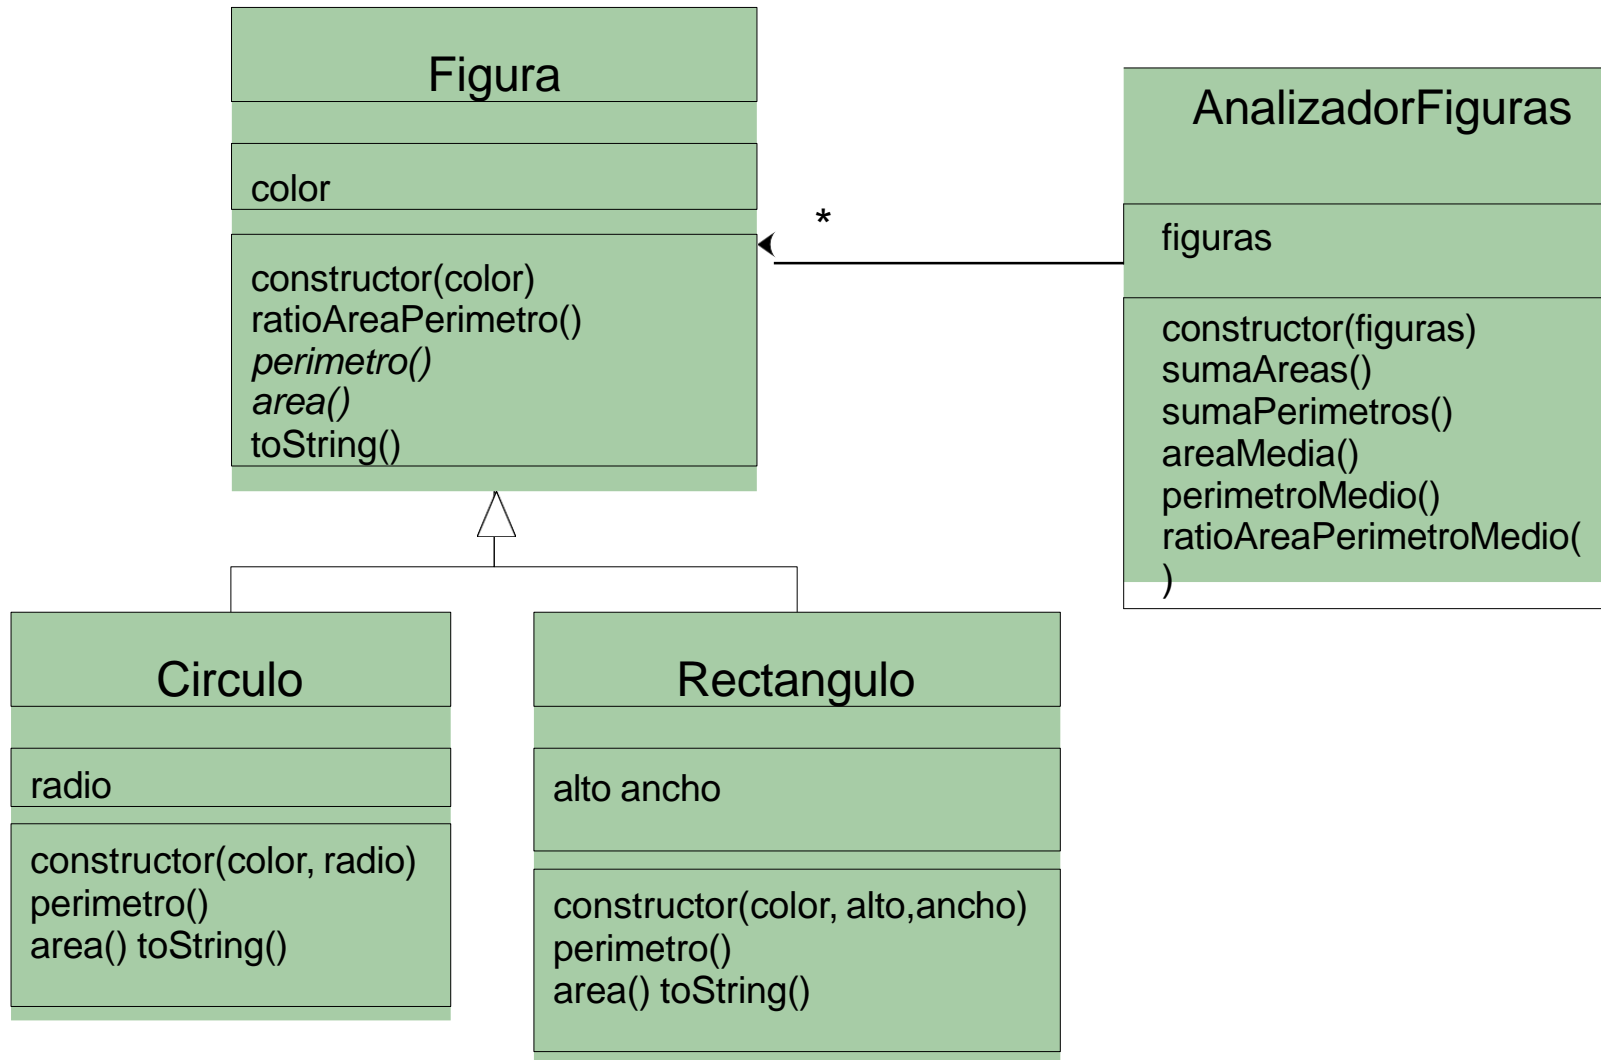 Figura
color
constructor(color)
ratioAreaPerimetro()
perimetro()
area()
toString()
*
AnalizadorFiguras
figuras
constructor(figuras)
sumaAreas()
sumaPerimetros()
areaMedia()
perimetroMedio()
ratioAreaPerimetroMedio(
)
Circulo
radio
constructor(color, radio)
perimetro()
area() toString()
Rectangulo
alto ancho
constructor(color, alto,ancho)
perimetro()
area() toString()